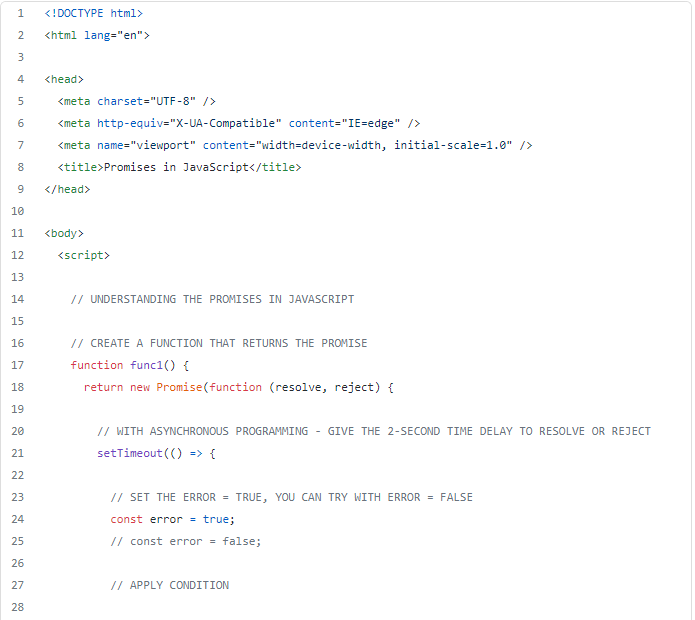 1 <!DOCTYPE html>
2 <html lang="en">
3
4 <head>
5 <meta charset="UTF-8" />
6 <meta http-equiv="X-UA-Compatible" content="IE=edge" />
7 <meta name="viewport" content="width=device-width, initial-scale=1.0" />
8 <title>Promises in JavaScript</title>
9 </head>
10
11 <body>
12 <script>
13
14 // UNDERSTANDING THE PROMISES IN JAVASCRIPT
15
16 // CREATE A FUNCTION THAT RETURNS THE PROMISE
17 function func1() {
18 return new Promise(function (resolve, reject) {
19
20 // WITH ASYNCHRONOUS PROGRAMMING - GIVE THE 2-SECOND TIME DELAY TO RESOLVE OR REJECT
21 setTimeout(() => {
22
23 // SET THE ERROR = TRUE, YOU CAN TRY WITH ERROR = FALSE
24 const error = true;
25 // const error = false;
26
27 // APPLY CONDITION
28